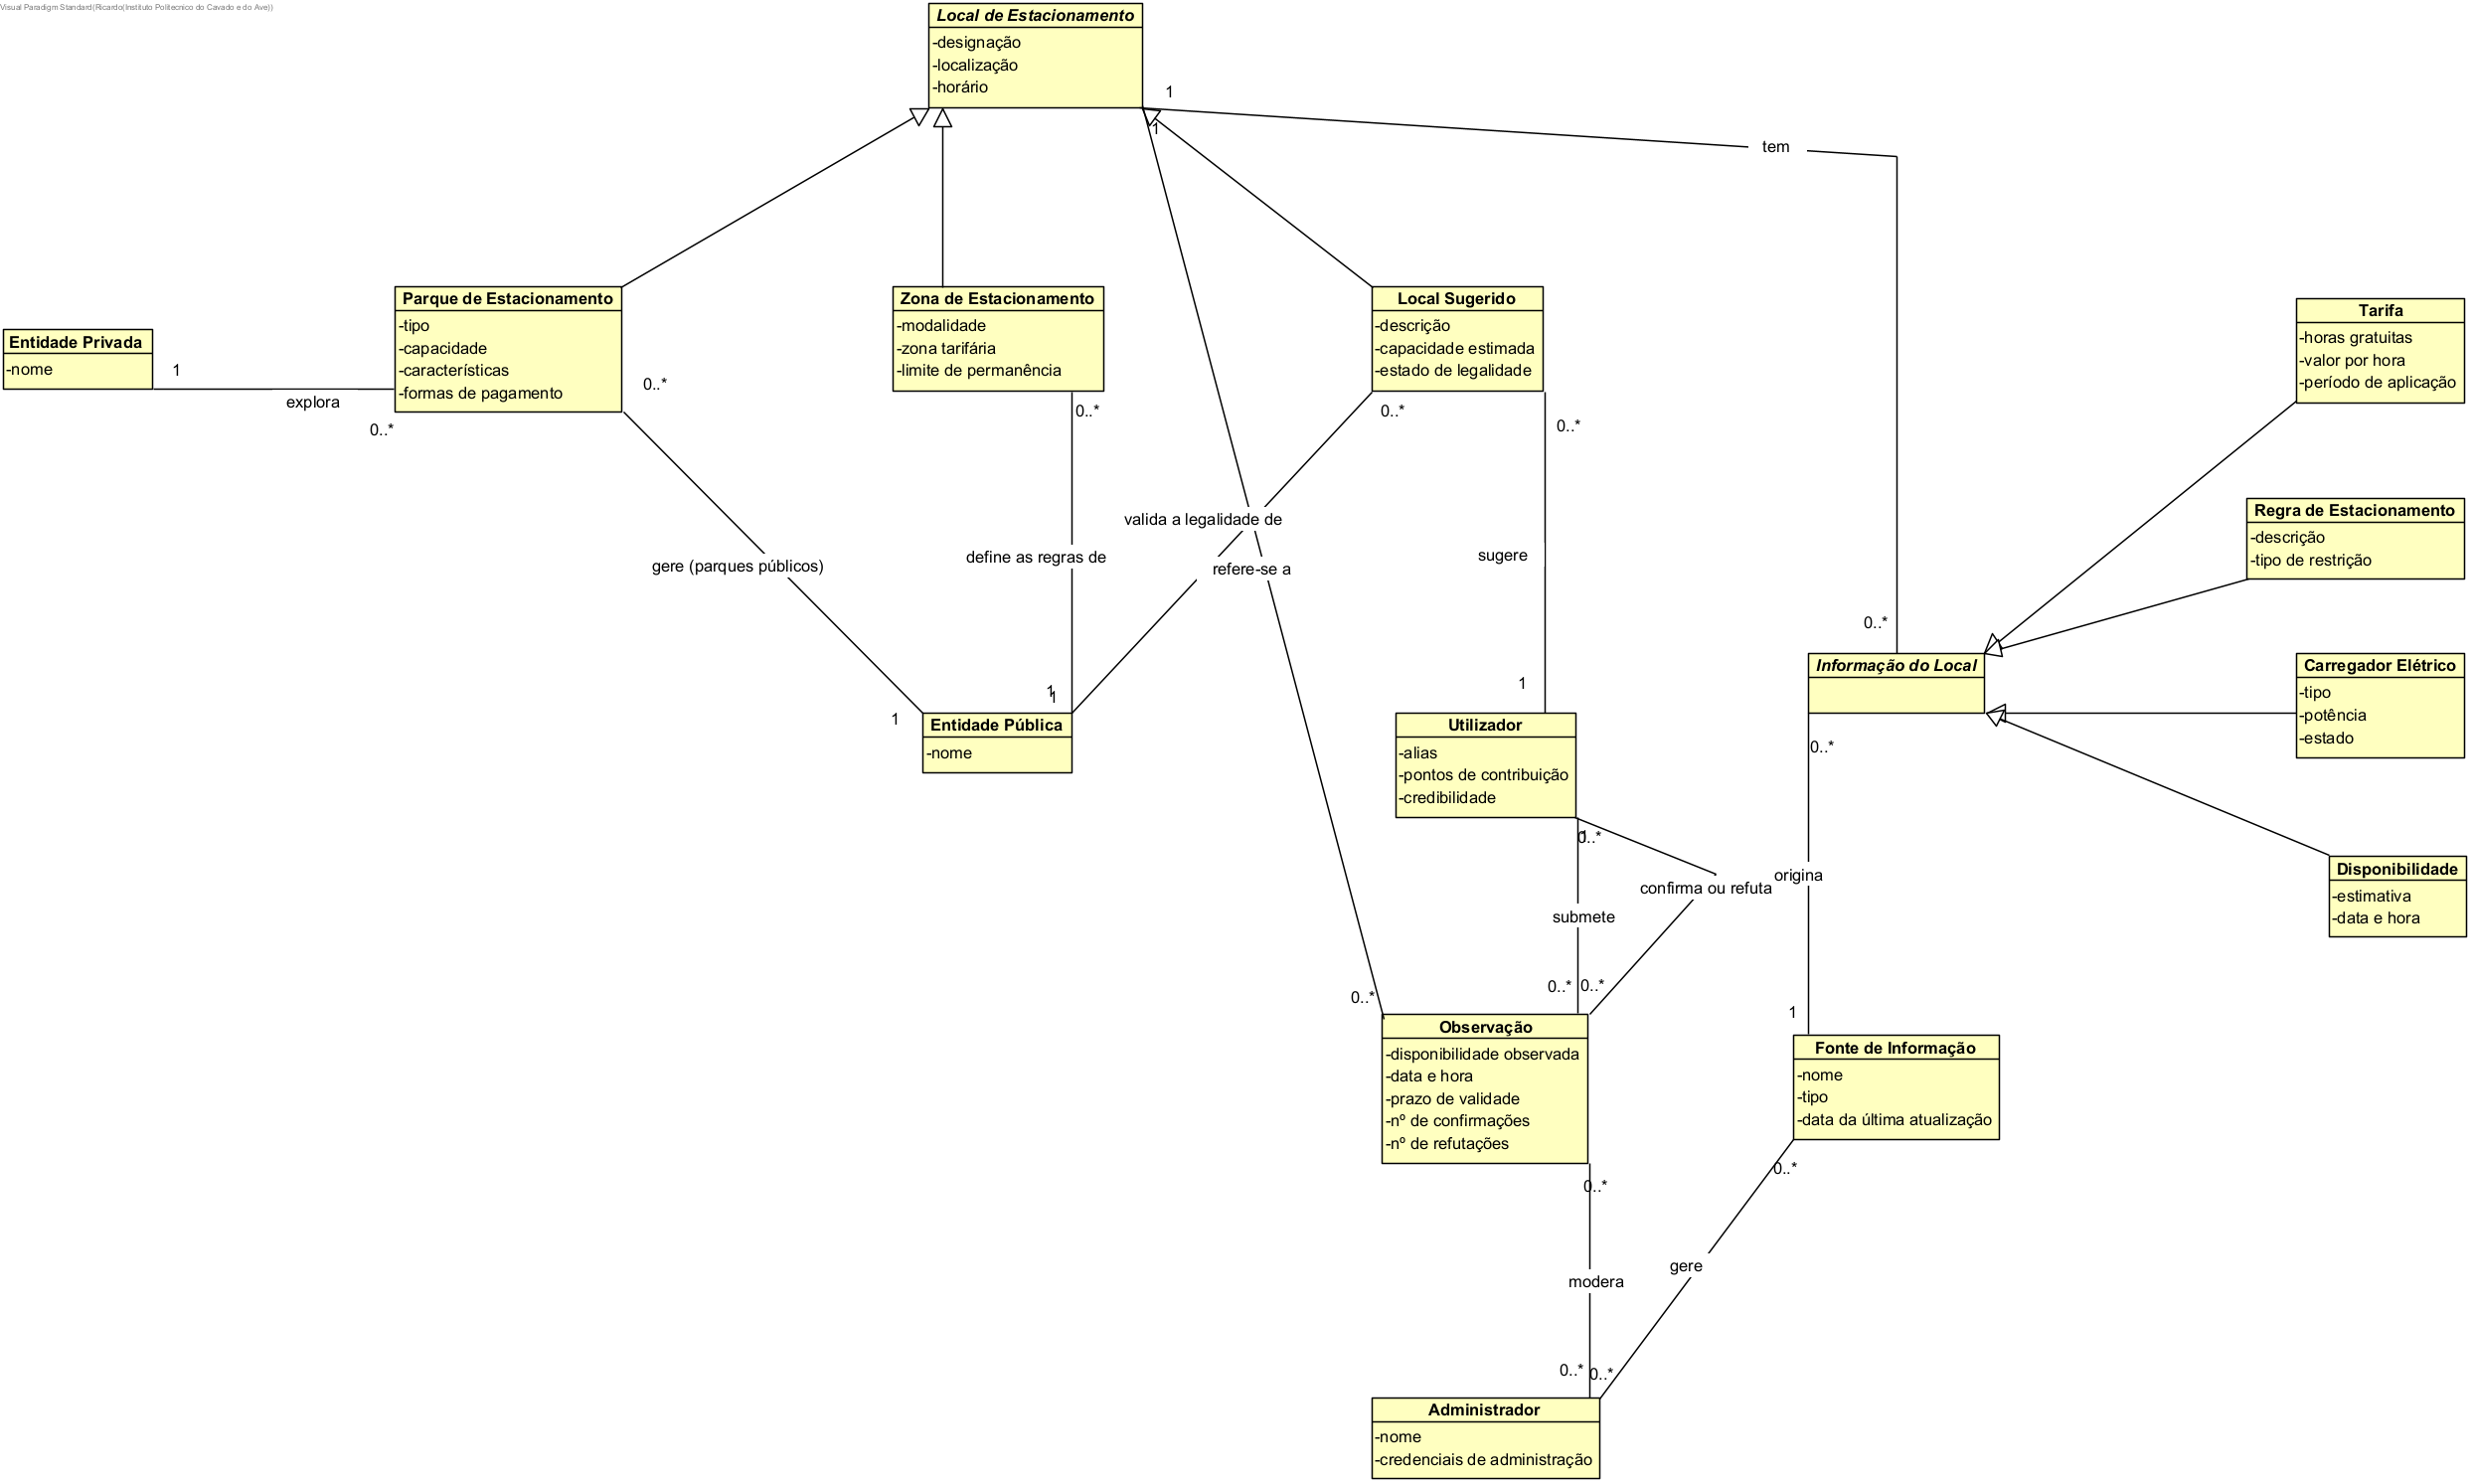 Visual Paradigm Standard(Ricardo(Instituto Politecnico do Cavado e do Ave))
Local de Estacionamento
-designação
-localização
-horário
1
1
tem
Parque de Estacionamento
-tipo
-capacidade
-características
-formas de pagamento
Zona de Estacionamento
-modalidade
-zona tarifária
-limite de permanência
Local Sugerido
-descrição
-capacidade estimada
-estado de legalidade
Tarifa
-horas gratuitas
-valor por hora
-período de aplicação
Entidade Privada
-nome
1
explora
0..*
0..*
0..*
0..*
0..*
valida a legalidade de
gere (parques públicos)
define as regras de
refere-se a
sugere
Regra de Estacionamento
-descrição
-tipo de restrição
0..*
1
1
1
1
Entidade Pública
-nome
Utilizador
-alias
-pontos de contribuição
-credibilidade
Informação do Local
Carregador Elétrico
-tipo
-potência
-estado
0..*
1
0..*
confirma ou refuta
origina
submete
Disponibilidade
-estimativa
-data e hora
0..*
0..*
0..*
1
Observação
-disponibilidade observada
-data e hora
-prazo de validade
-nº de confirmações
-nº de refutações
Fonte de Informação
-nome
-tipo
-data da última atualização
0..*
0..*
gere
modera
0..*
0..*
Administrador
-nome
-credenciais de administração